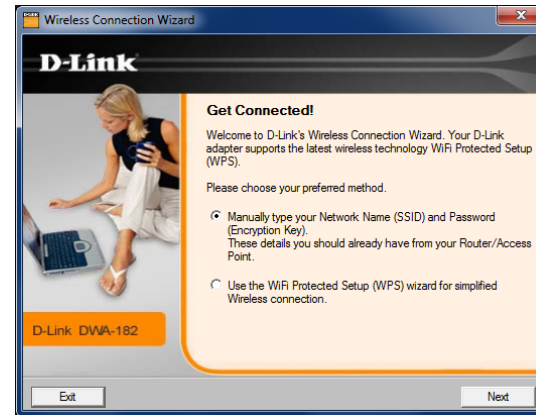 Wireless Connection Wizard
D-Link
Get Connected!
Welcome to D-Link's Wireless Connection Wizard. Your D-Link
adapter supports the latest wireless technology WiFi Protected Setup
(WPS).
Please choose your preferred method.
Manually type your Network Name (SSID) and Password
(Encryption Key).
These details you should already have from your Router/Access
Point.
Use the WiFi Protected Setup (WPS) wizard for simplified
Wireless connection.
D-Link DWA-182
Exit
Next